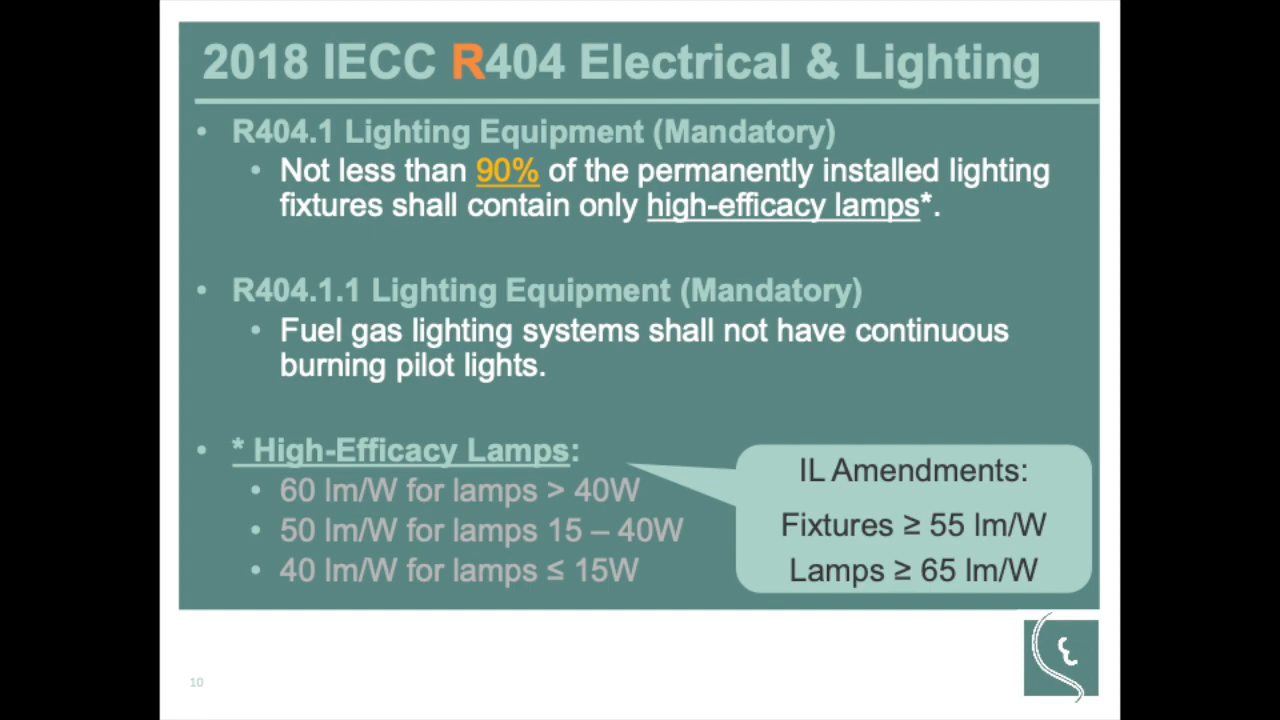 2018 IECC R404 Electrical & Lighting
• R404.1 Lighting Equipment (Mandatory)
• Not less than 90% of the permanently installed lighting
fixtures shall contain only high-efficacy lamps*.
• R404.1.1 Lighting Equipment (Mandatory)
• Fuel gas lighting systems shall not have continuous
burning pilot lights.
• * High-Efficacy Lamps:
• 60 lm/W for lamps > 40W
• 50 lm/W for lamps 15 – 40W
• 40 lm/W for lamps ≤ 15W
IL Amendments:
Fixtures ≥ 55 lm/W
Lamps ≥ 65 lm/W
10